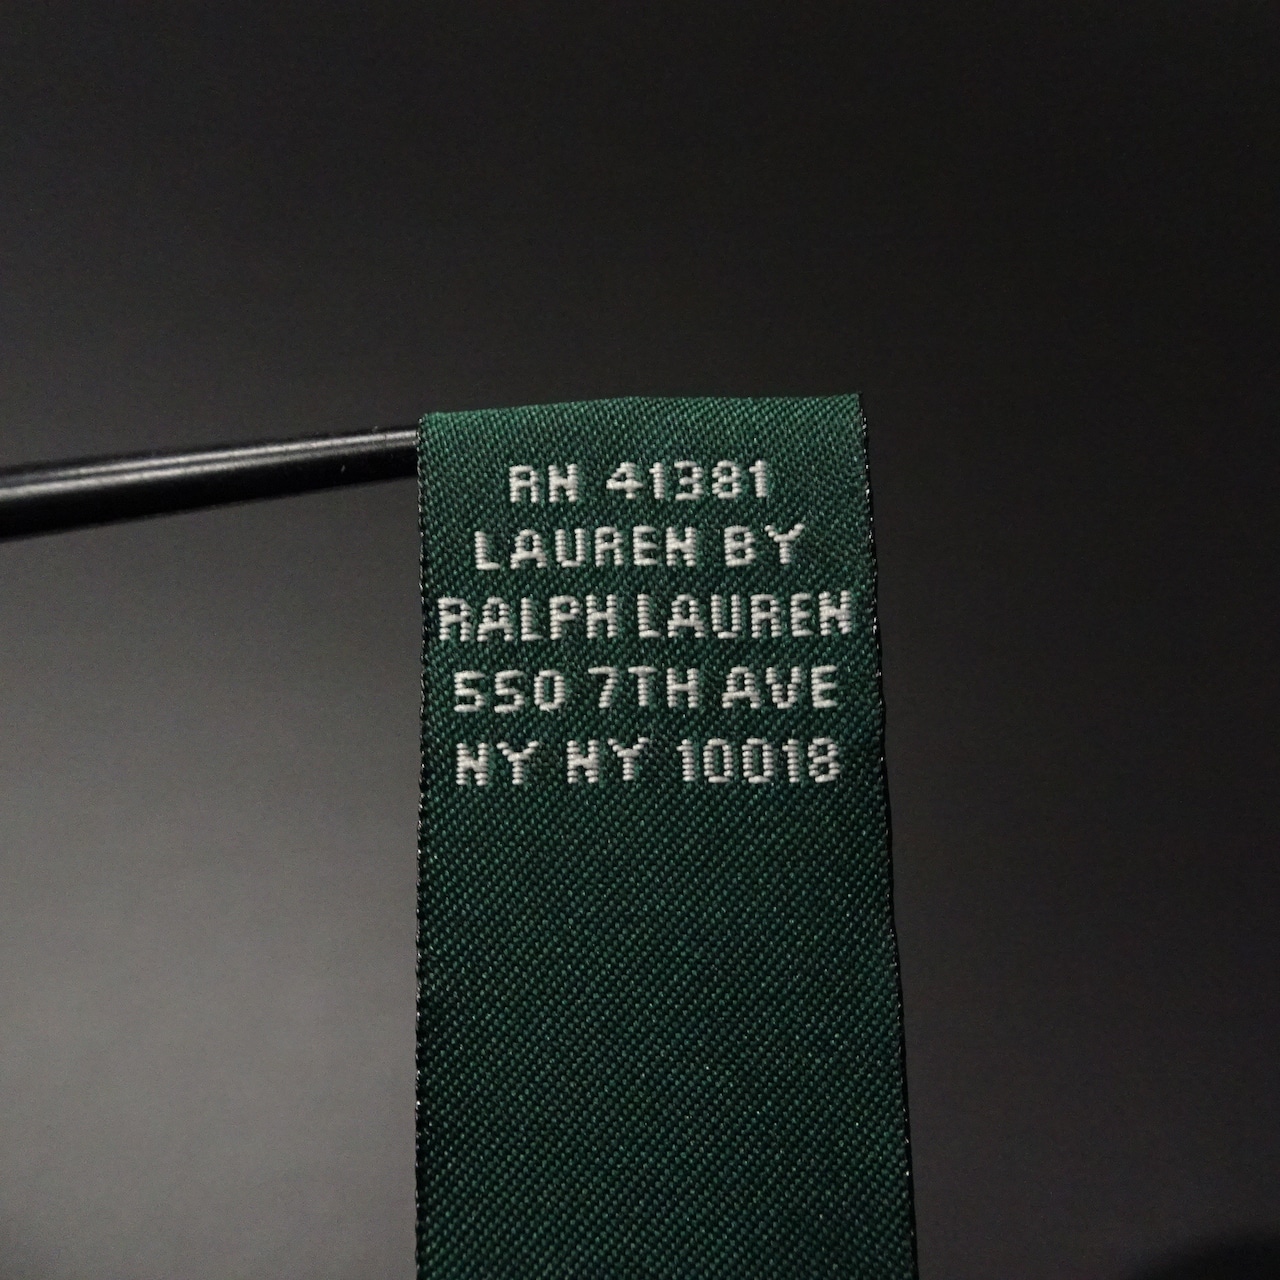 RN 41381
LAUREN BY
RALPH LAUREN
550 7TH AVE
NY NY 10018